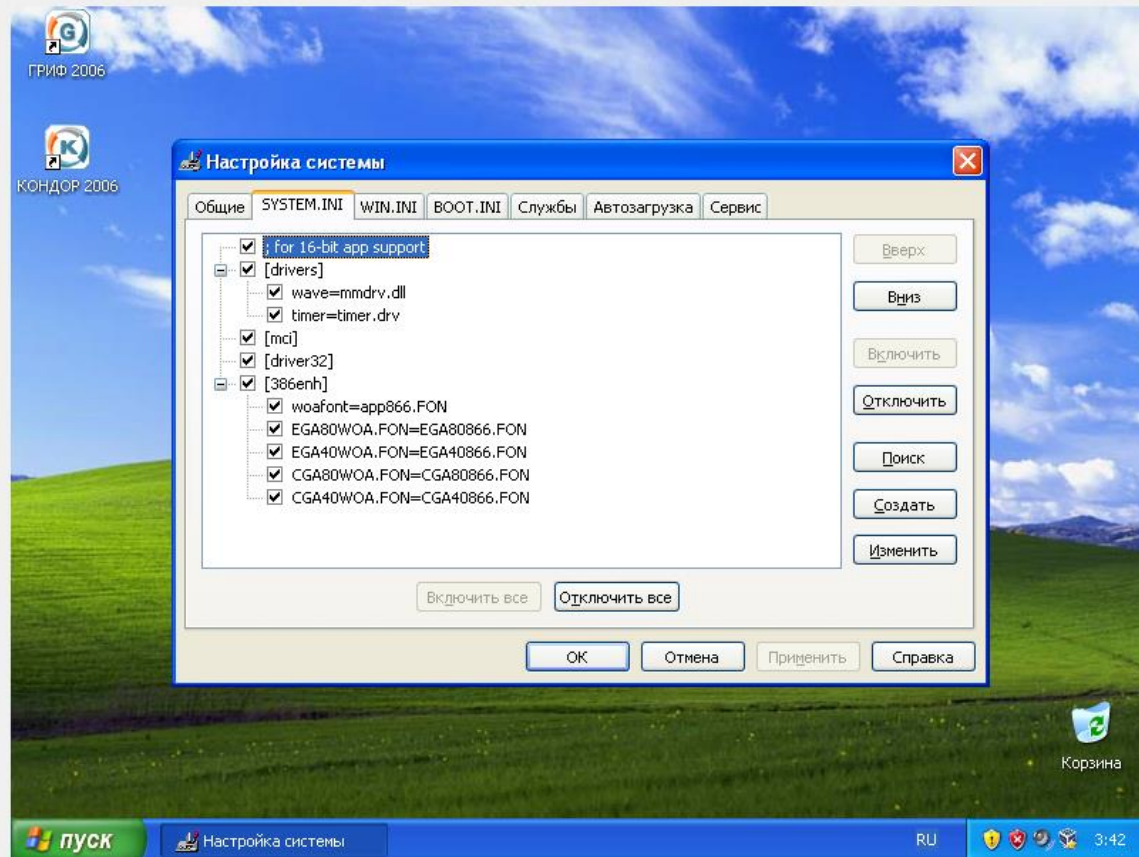 ГРИФ 2006
КОНДОР 2006
Настройка системы
Общие SYSTEM.INI WIN.INI BOOT.INI Службы Автозагрузка Сервис
; for 16-bit app support
[drivers]
wave=mmdrv.dll
timer=timer.drv
[mci]
[driver32]
[386enh]
woafont=app866.FON
EGA80WOA.FON=EGA80866.FON
EGA40WOA.FON=EGA40866.FON
CGA80WOA.FON=CGA80866.FON
CGA40WOA.FON=CGA40866.FON
Вверх
Вниз
Включить
Отключить
Поиск
Создать
Изменить
Включить все Отключить все
ОК Отмена Применить Справка
Корзина
пуск Настройка системы RU 3:42